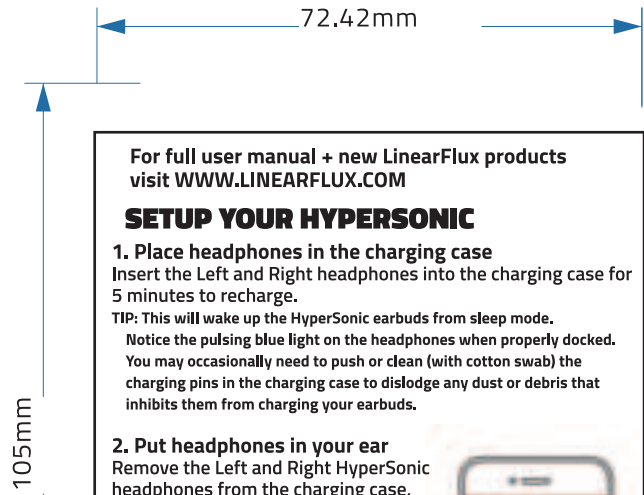 72.42mm
For full user manual + new LinearFlux products
visit WWW.LINEARFLUX.COM
SETUP YOUR HYPERSONIC
1. Place headphones in the charging case
Insert the Left and Right headphones into the charging case for
5 minutes to recharge.
TIP: This will wake up the HyperSonic earbuds from sleep mode.
Notice the pulsing blue light on the headphones when properly docked.
You may occasionally need to push or clean (with cotton swab) the
charging pins in the charging case to dislodge any dust or debris that
inhibits them from charging your earbuds.
105mm
2. Put headphones in your ear
Remove the Left and Right HyperSonic
headphones from the charging case,